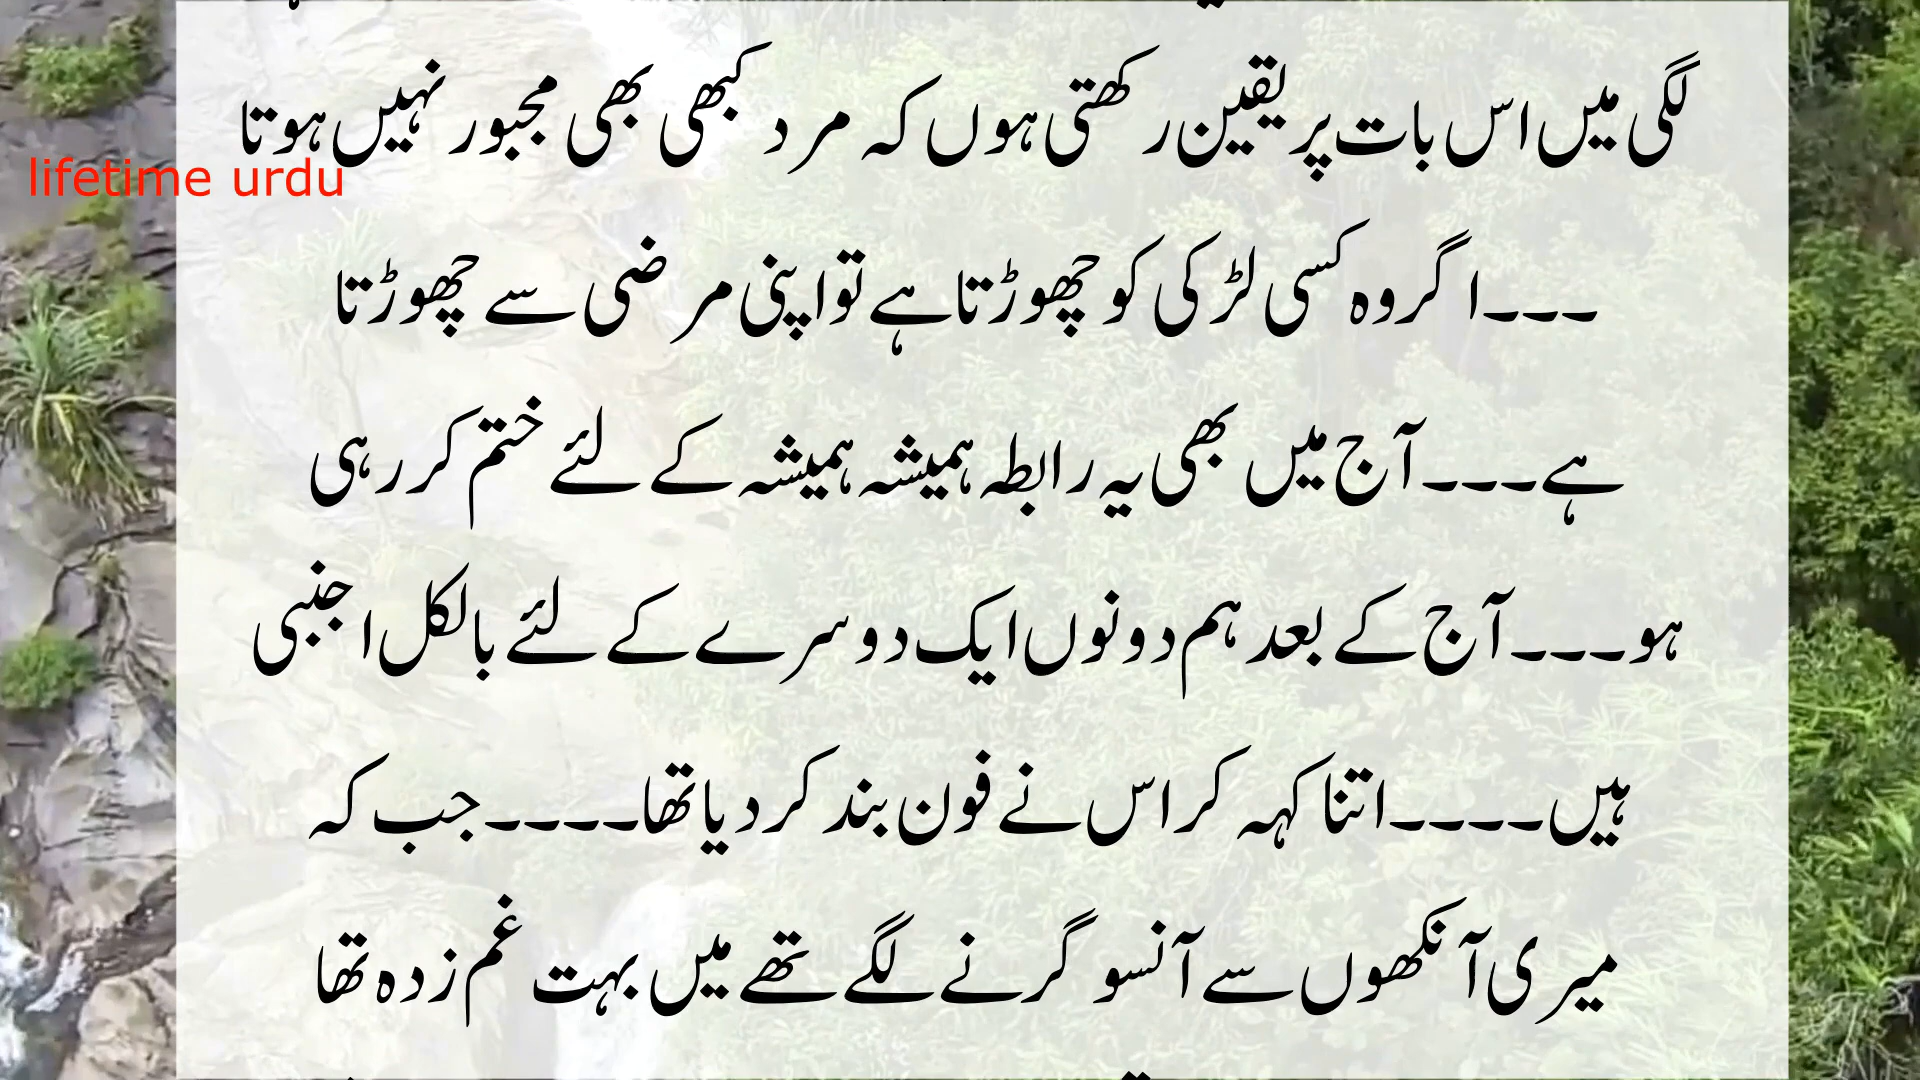 لگی میں اس بات پر یقین رکھتی ہوں کہ مرد کبھی بھی مجبور نہیں ہوتا
lifetime urdu
۔۔۔اگر وہ کسی لڑکی کو چھوڑتا ہے تو اپنی مرضی سے چھوڑتا
ہے۔۔۔آج میں بھی یہ رابطہ ہمیشہ ہمیشہ کے لئے ختم کر رہی
ہو۔۔۔آج کے بعد ہم دونوں ایک دوسرے کے لئے بالکل اجنبی
ہیں۔۔۔۔اتنا کہہ کر اس نے فون بند کر دیا تھا۔۔۔۔جب کہ
میری آنکھوں سے آنسو گرنے لگے تھے میں بہت غم زدہ تھا